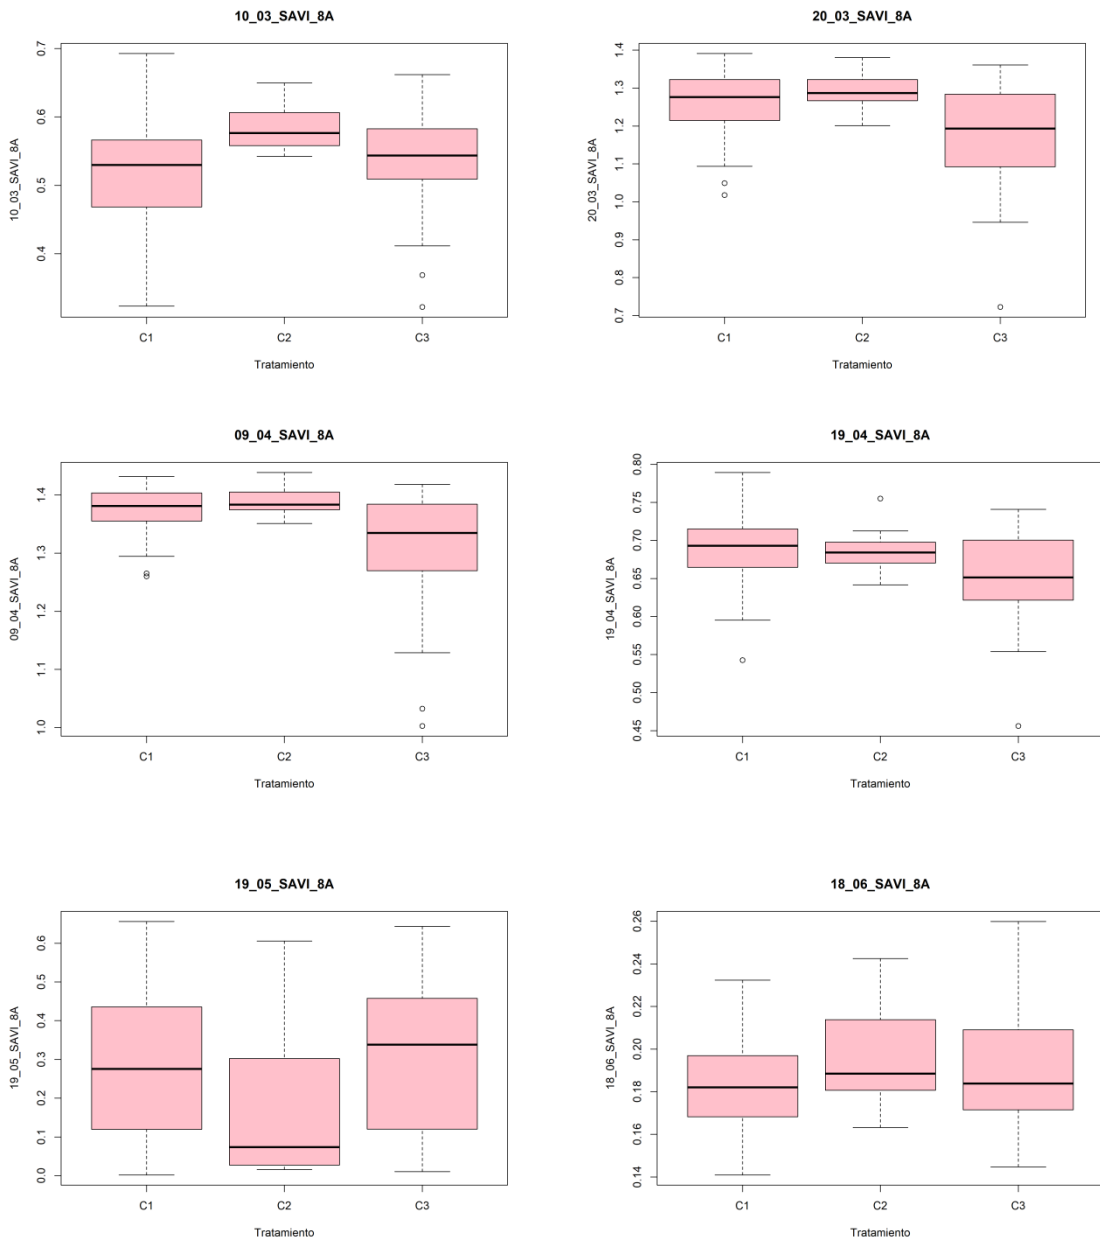 10_03_SAVI_8A
10_03_SAVI_8A
0.7
0.6
0.5
0.4
C1 C2 C3
Tratamiento
20_03_SAVI_8A
20_03_SAVI_8A
1.4
1.3
1.2
1.1
1.0
0.9
0.8
0.7
C1 C2 C3
Tratamiento
09_04_SAVI_8A
09_04_SAVI_8A
1.4
1.3
1.2
1.1
1.0
C1 C2 C3
Tratamiento
19_04_SAVI_8A
19_04_SAVI_8A
0.80
0.75
0.70
0.65
0.60
0.55
0.50
0.45
C1 C2 C3
Tratamiento
19_05_SAVI_8A
19_05_SAVI_8A
0.6
0.5
0.4
0.3
0.2
0.1
0.0
C1 C2 C3
Tratamiento
18_06_SAVI_8A
18_06_SAVI_8A
0.26
0.24
0.22
0.20
0.18
0.16
0.14
C1 C2 C3
Tratamiento